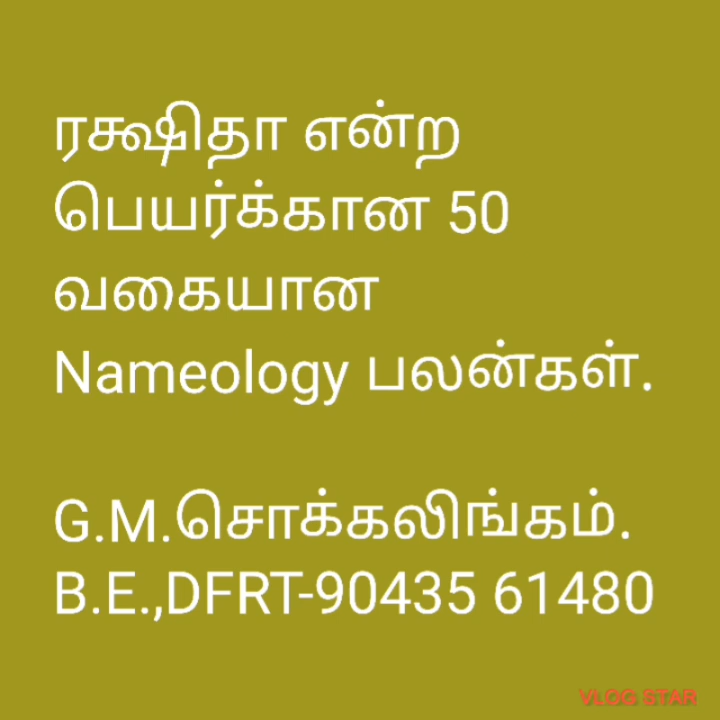 ரக்ஷிதா என்ற
பெயர்க்கான 50
வகையான
Nameology பலன்கள்.
G.M.சொக்கலிங்கம்.
B.E.,DFRT-90435 61480
VLOG STAR